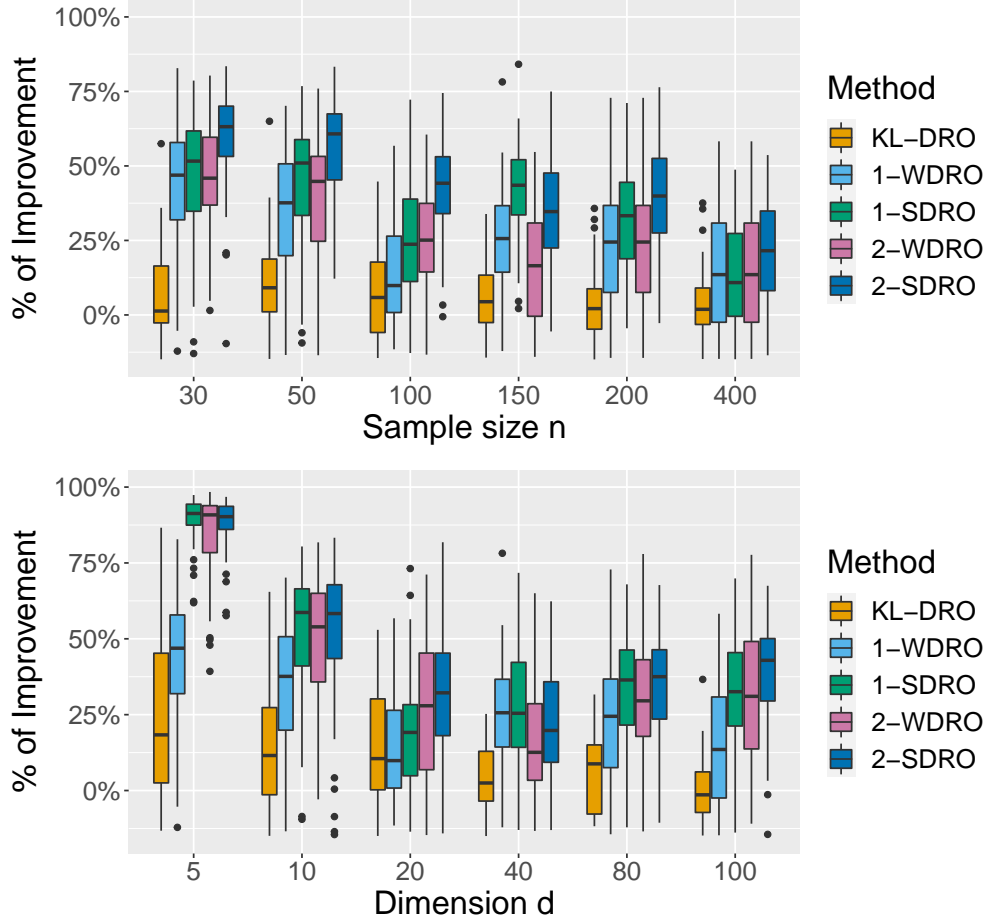 % of Improvement
100%
75%
50%
25%
0%
30 50 100 150 200 400
Sample size n
Method
KL−DRO
1−WDRO
1−SDRO
2−WDRO
2−SDRO
% of Improvement
100%
75%
50%
25%
0%
5 10 20 40 80 100
Dimension d
Method
KL−DRO
1−WDRO
1−SDRO
2−WDRO
2−SDRO